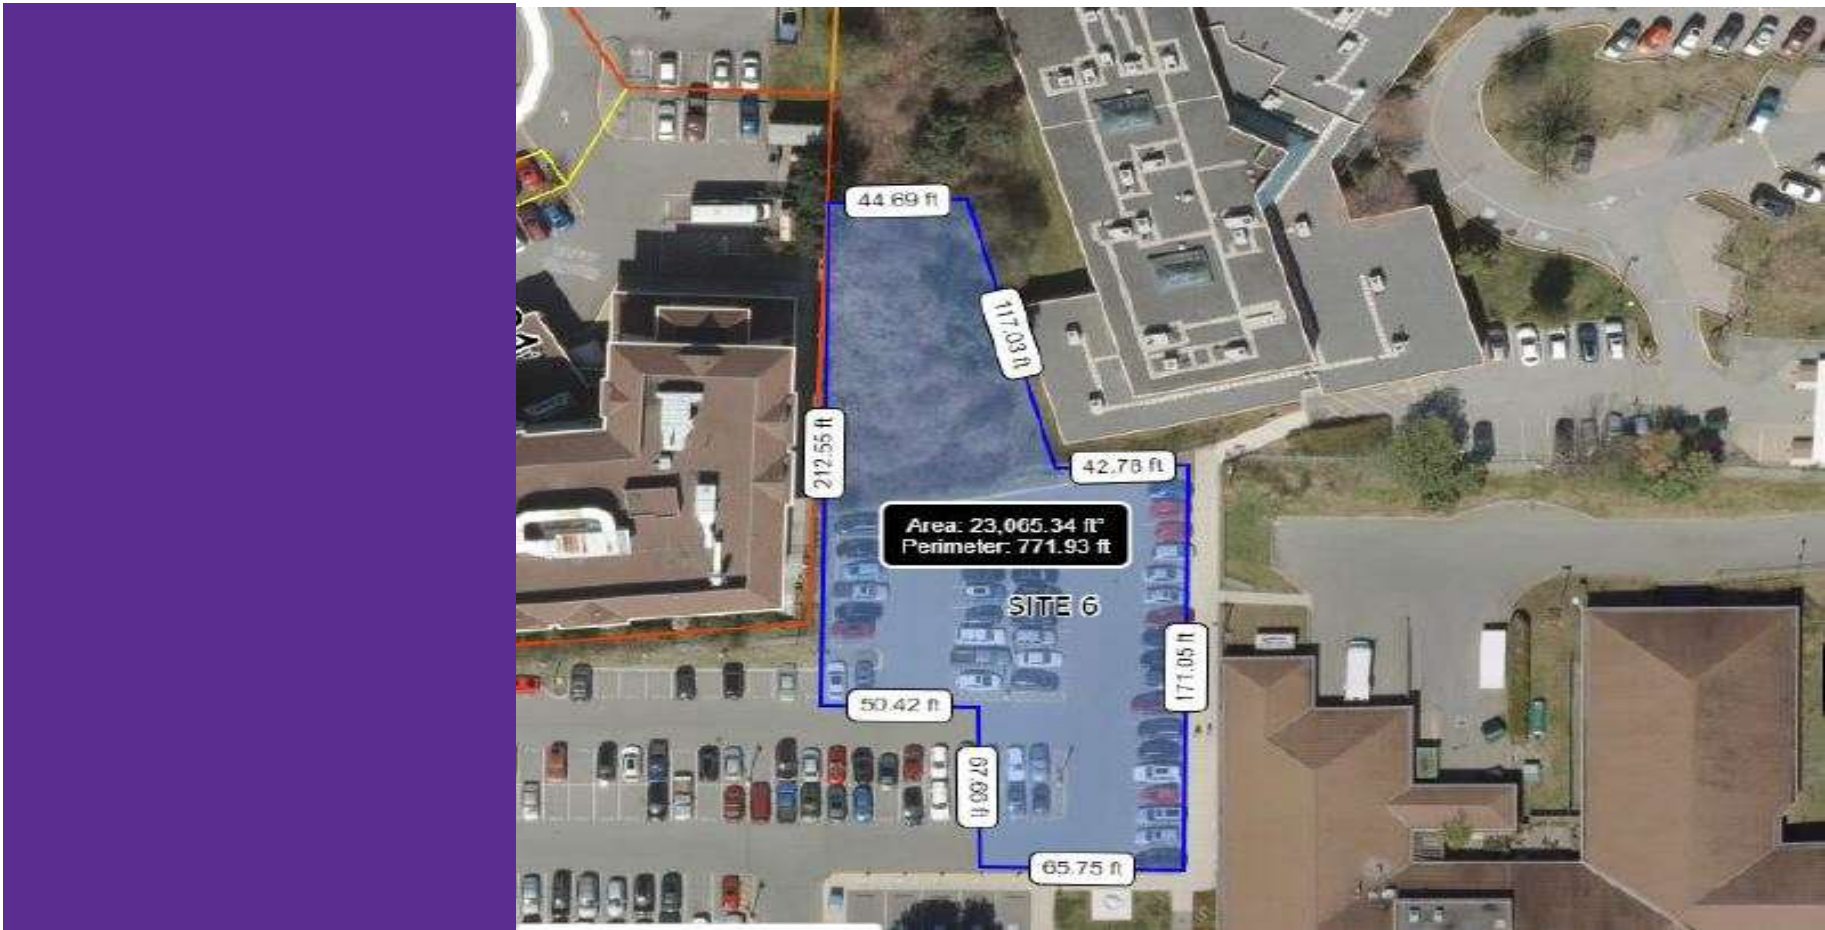 44.69 ft
117.03 ft
212.55 ft
42.78 ft
Area: 23,065.34 ft²
Perimeter: 771.93 ft
SITE 6
171.05 ft
50.42 ft
67.66 ft
65.75 ft